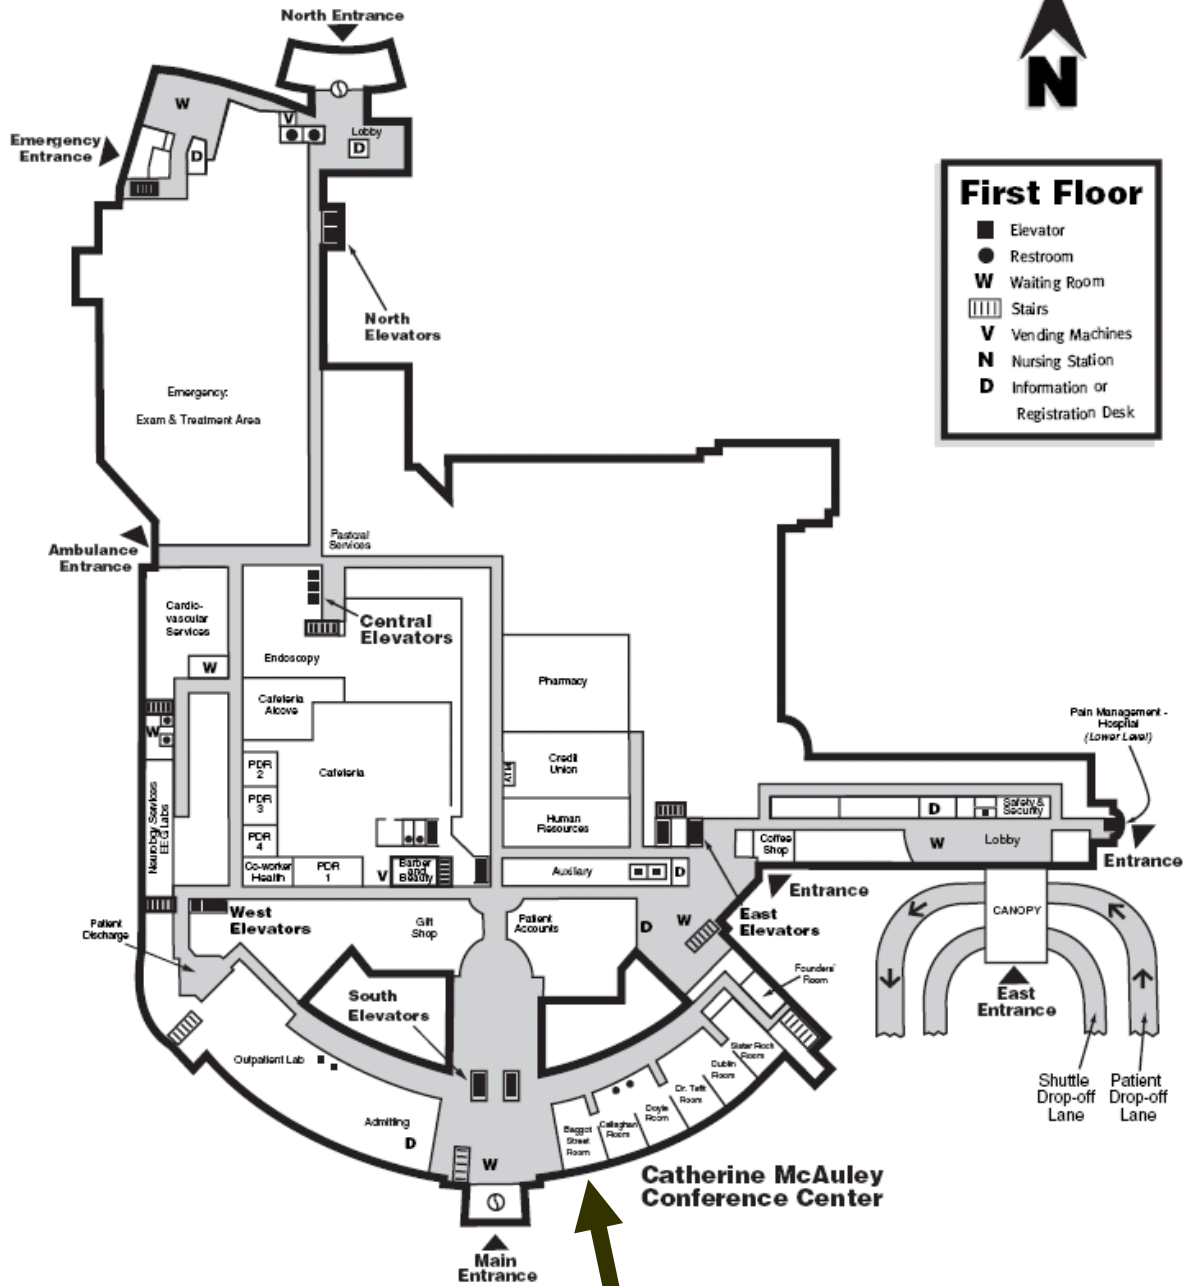 North Entrance
N
W
Emergency
Entrance
V
Lobby
D
D
First Floor
Elevator
Restroom
W Waiting Room
Stairs
V Vending Machines
N Nursing Station
D Information or
Registration Desk
North
Elevators
Emergency:
Exam & Treatment Area
Ambulance
Entrance
Pastoral
Services
Cardio-
vascular
Services
W
Central
Elevators
Endoscopy
Cafeteria
Alcove
Pharmacy
W
PDR
2
Cafeteria
ATM
Credit
Union
Pain Management -
Hospital
(Lower Level)
PDR
3
Neurology Services
EEG Labs
PDR
4
Human
Resources
D
Safety &
Security
Coffee
Shop
W
Lobby
Entrance
Co-worker
Health
PDR
1
V
Barber
and
Beauty
Auxiliary
D
Entrance
West
Elevators
Patient
Discharge
Gift
Shop
Patient
Accounts
D
W
East
Elevators
CANOPY
Founders'
Room
East
Entrance
South
Elevators
Outpatient Lab
Sister Roch
Room
Dublin
Room
Dr. Tefft
Room
Doyle
Room
Callaghan
Room
Baggot
Street
Room
Shuttle
Drop-off
Lane
Patient
Drop-off
Lane
Admitting
D
W
Catherine McAuley
Conference Center
Main
Entrance